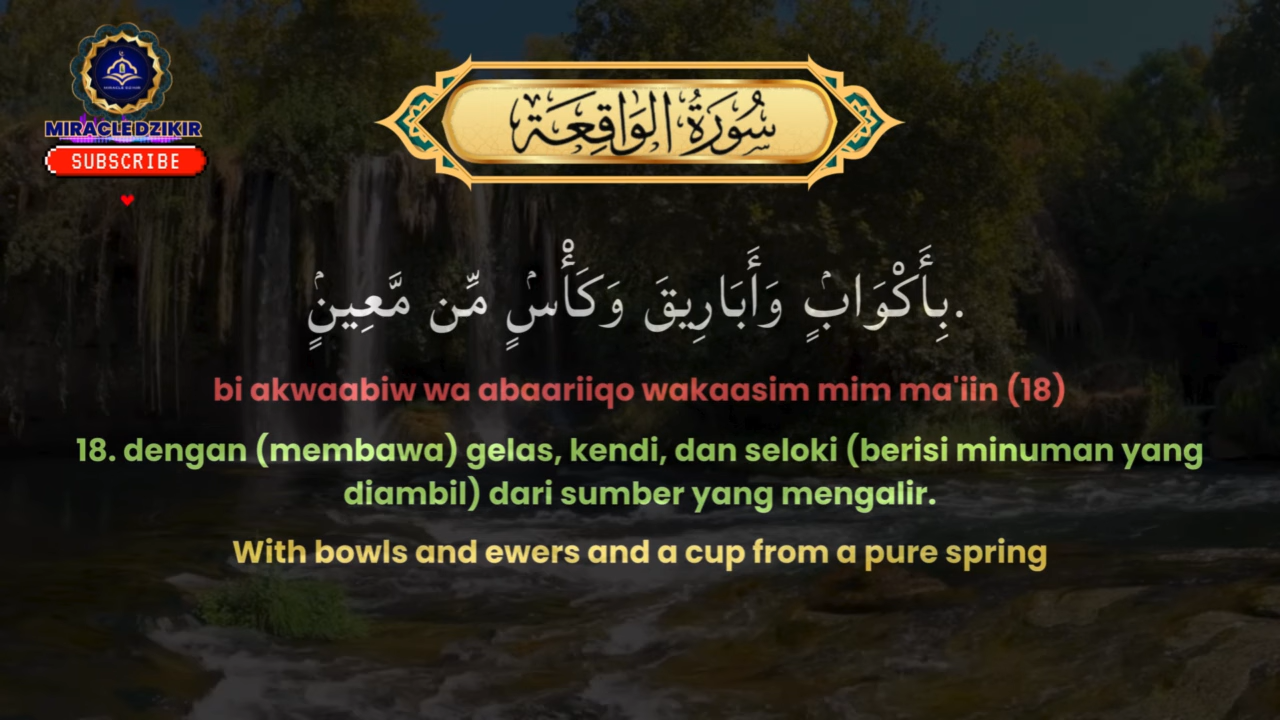 MIRACLE DZIKIR
SUBSCRIBE
سُورَةُ الوَاقِعَة
بِأَكْوَابٍۢ وَأَبَارِيقَ وَكَأْسٍۢ مِّن مَّعِينٍۢ.
bi akwaabiw wa abaariiqo wakaasim mim ma'iin (18)
18. dengan (membawa) gelas, kendi, dan seloki (berisi minuman yang
diambil) dari sumber yang mengalir.
With bowls and ewers and a cup from a pure spring